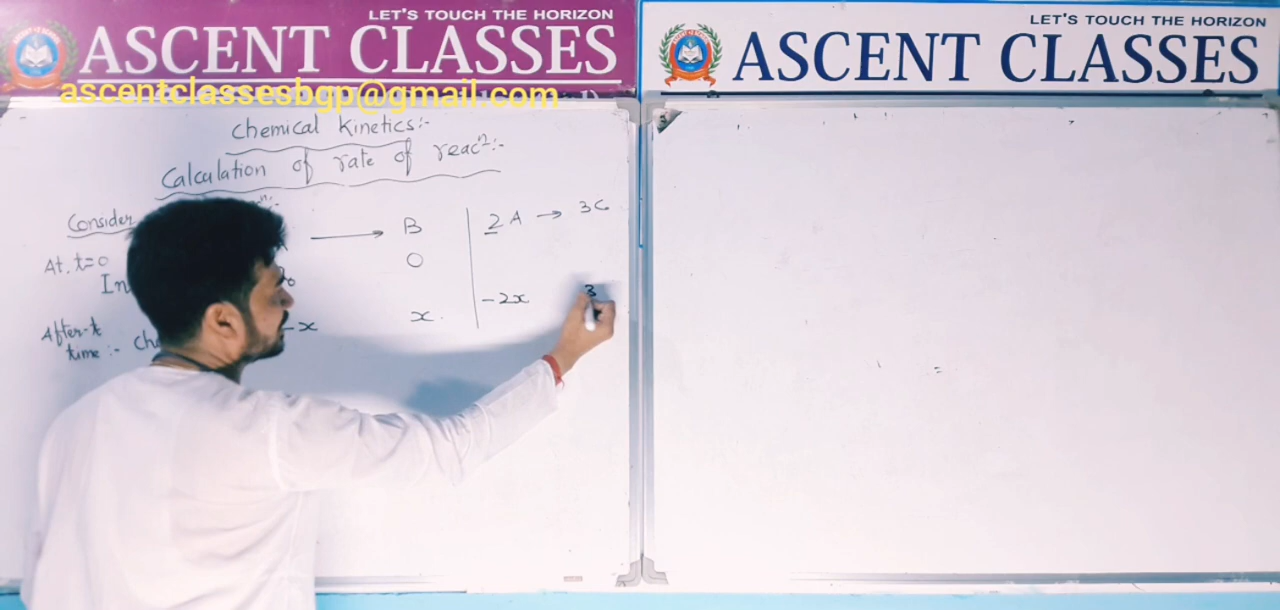 LET'S TOUCH THE HORIZON
ASCENT CLASSES
ascentclassesbgp@gmail.com
LET'S TOUCH THE HORIZON
ASCENT CLASSES
Chemical Kinetics:-
Calculation of rate of reacⁿ:-
Consider
→ B
At. t=0
In
0
After-t
time:-
-x
x.
2A → 3C
-2x
3